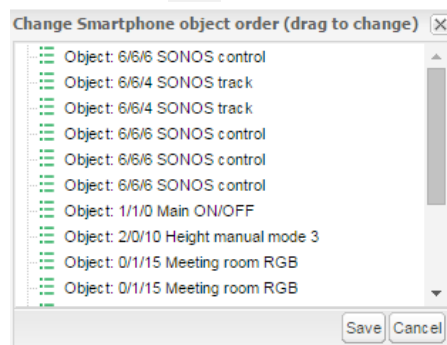 Change Smartphone object order (drag to change)
Object: 6/6/6 SONOS control
Object: 6/6/4 SONOS track
Object: 6/6/4 SONOS track
Object: 6/6/6 SONOS control
Object: 6/6/6 SONOS control
Object: 6/6/6 SONOS control
Object: 1/1/0 Main ON/OFF
Object: 2/0/10 Height manual mode 3
Object: 0/1/15 Meeting room RGB
Object: 0/1/15 Meeting room RGB
Save Cancel